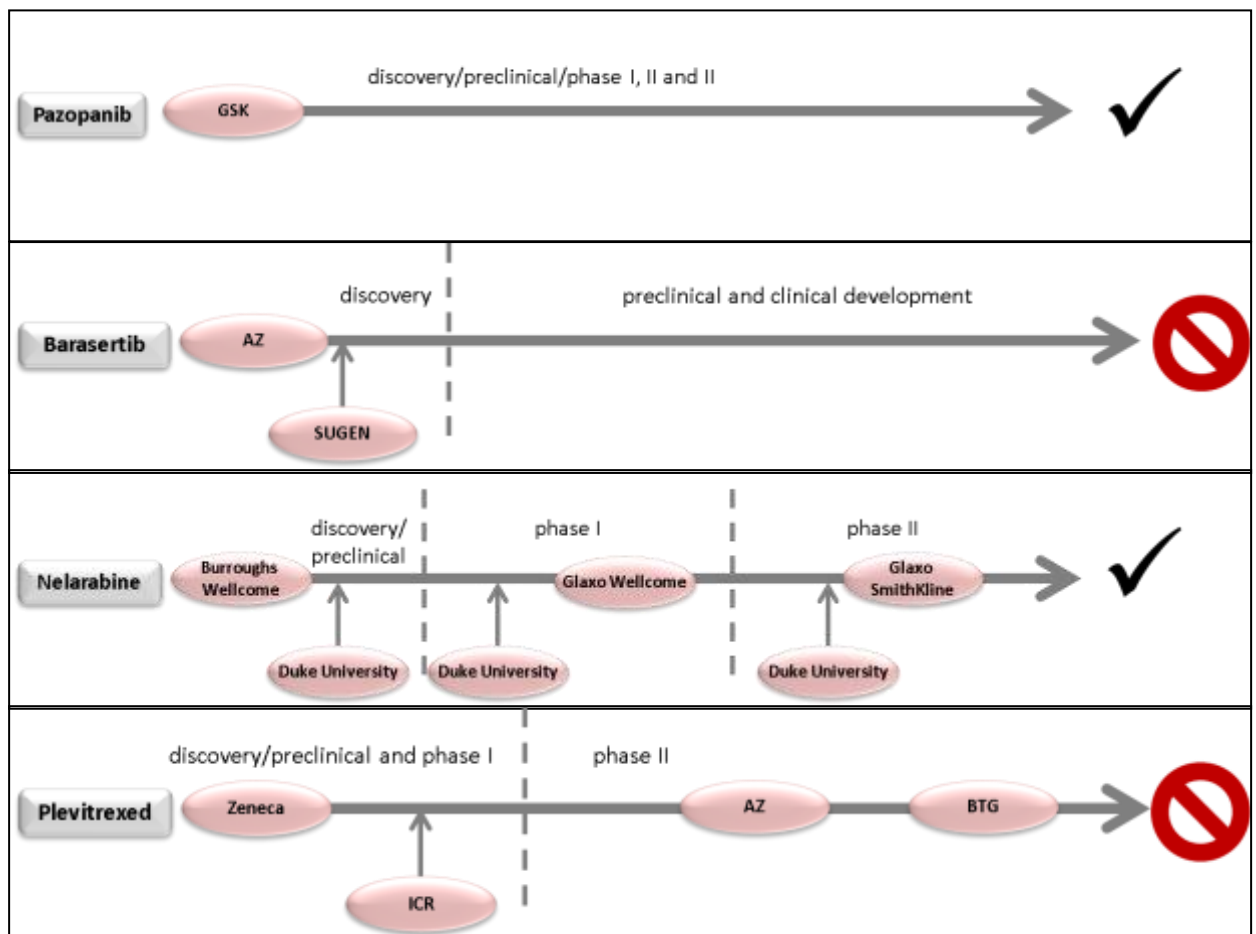 discovery/preclinical/phase I, II and II
Pazopanib
GSK
discovery
preclinical and clinical development
Barasertib
AZ
SUGEN
discovery/
preclinical
phase I
phase II
Nelarabine
Burroughs
Wellcome
Glaxo Wellcome
Glaxo
SmithKline
Duke University
Duke University
Duke University
discovery/preclinical and phase I
phase II
Plevitrexed
Zeneca
AZ
BTG
ICR